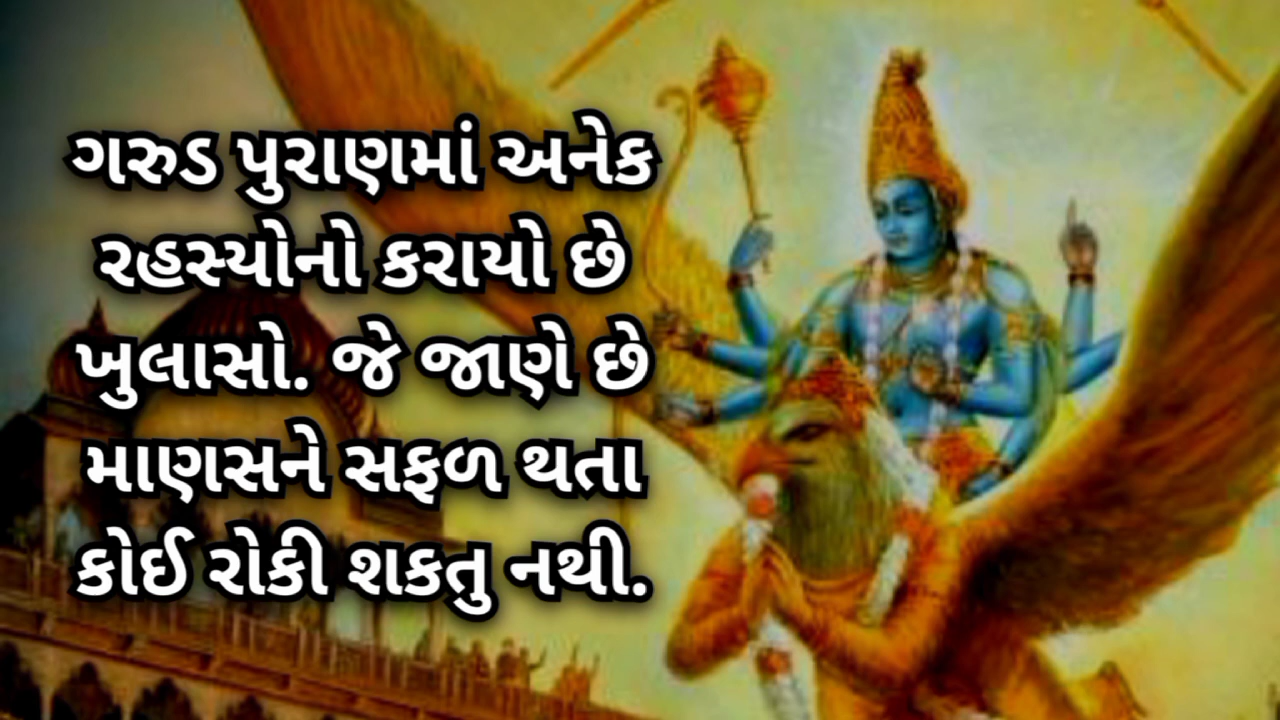 ગરુડ પુરાણમાં અનેક
રહસ્યોનો કરાયો છે
ખુલાસો. જે જાણે છે
માણસને સફળ થતા
કોઈ રોકી શકતુ નથી.